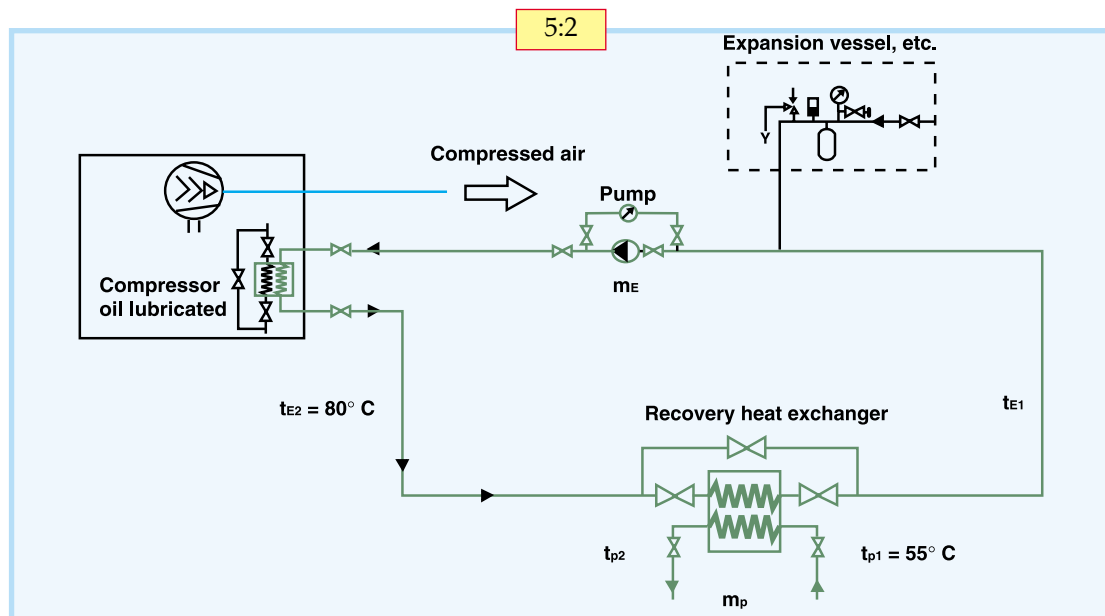 5:2
Expansion vessel, etc.
Y
Compressed air
Pump
Compressor
oil lubricated
mE
tE2 = 80° C
tE1
Recovery heat exchanger
tp2
tp1 = 55° C
mp